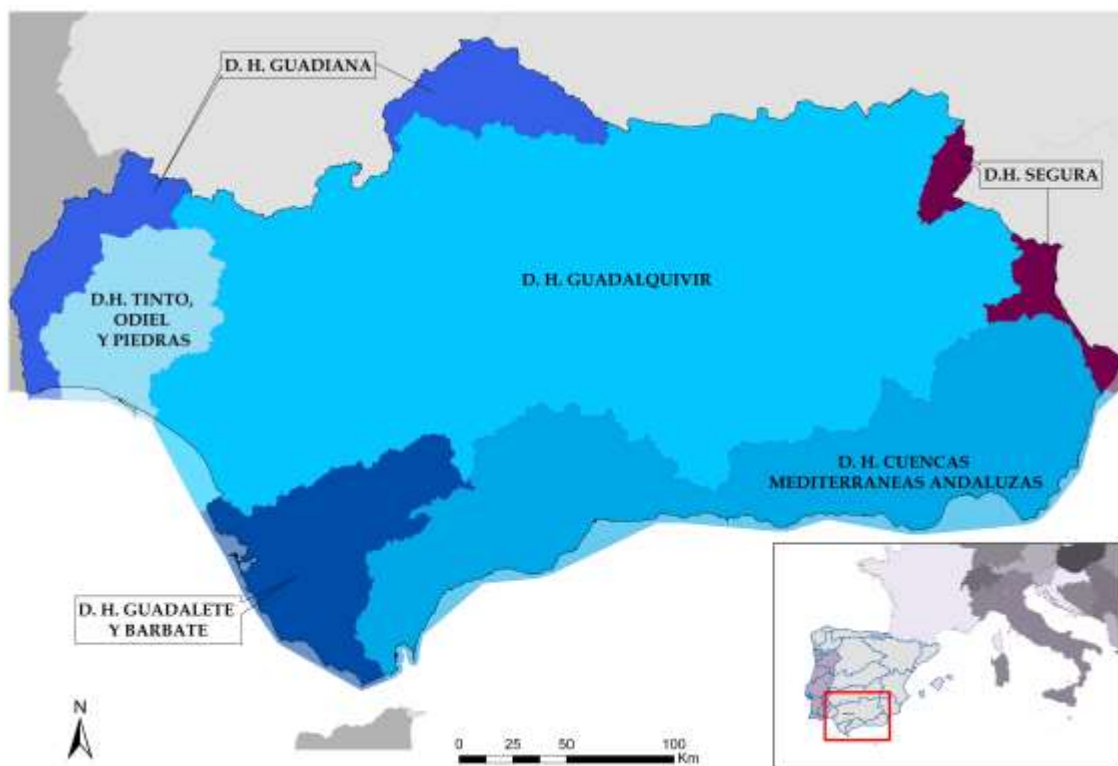 D. H. GUADIANA
D.H. SEGURA
D. H. GUADALQUIVIR
D.H. TINTO,
ODIEL
Y PIEDRAS
D. H. CUENCAS
MEDITERRANEAS ANDALUZAS
D. H. GUADALETE
Y BARBATE
N
0 25 50 100
Km